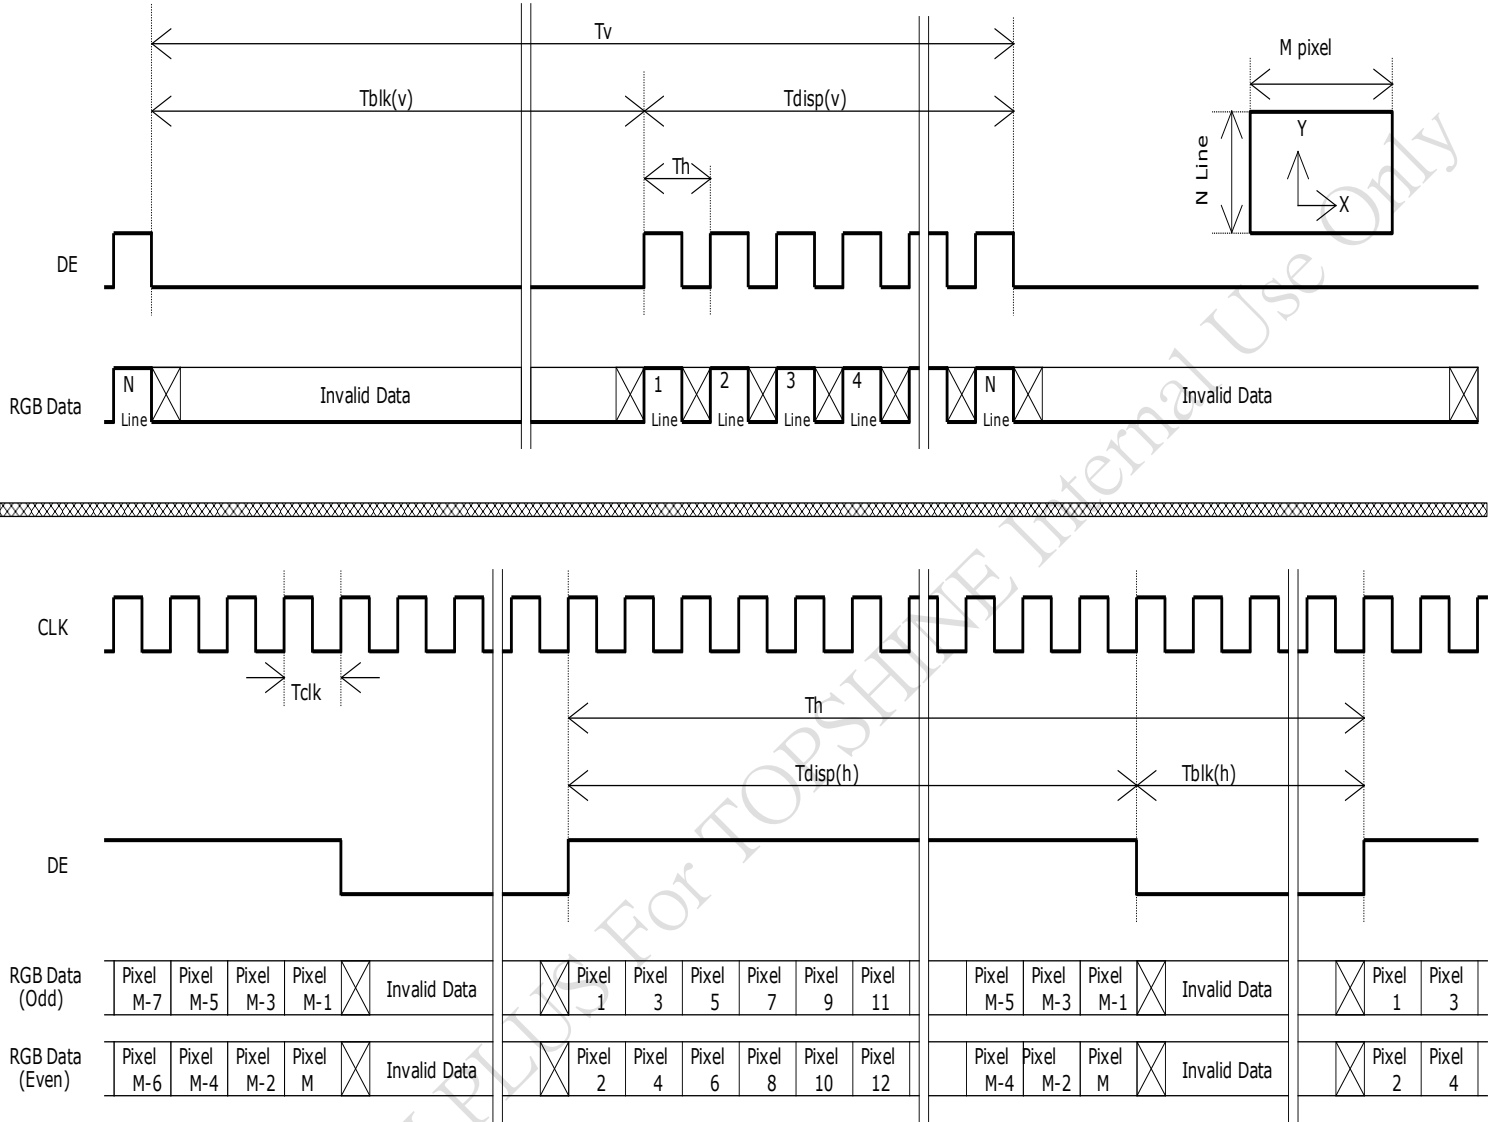 Tv
M pixel
Tblk(v)
Tdisp(v)
N Line
Y
X
Th
DE
RGB Data
N
Line
Invalid Data
1
Line
2
Line
3
Line
4
Line
N
Line
Invalid Data
CLK
Tclk
Th
Tdisp(h)
Tblk(h)
DE
RGB Data
(Odd)
Pixel
M-7
Pixel
M-5
Pixel
M-3
Pixel
M-1
Invalid Data
Pixel
1
Pixel
3
Pixel
5
Pixel
7
Pixel
9
Pixel
11
Pixel
M-5
Pixel
M-3
Pixel
M-1
Invalid Data
Pixel
1
Pixel
3
RGB Data
(Even)
Pixel
M-6
Pixel
M-4
Pixel
M-2
Pixel
M
Invalid Data
Pixel
2
Pixel
4
Pixel
6
Pixel
8
Pixel
10
Pixel
12
Pixel
M-4
Pixel
M-2
Pixel
M
Invalid Data
Pixel
2
Pixel
4
PLUS For TOPSHINE Internal Use Only